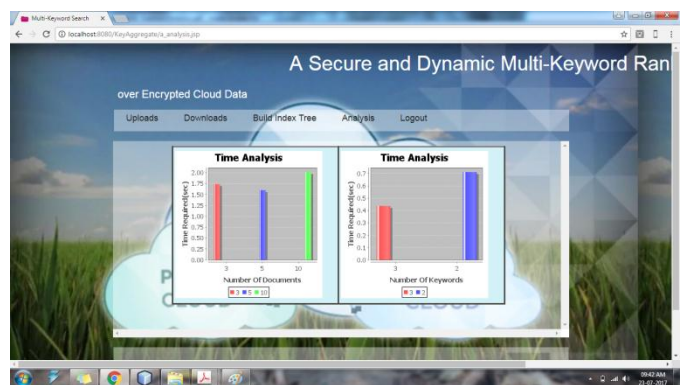 Multi-Keyword Search
localhost:8080/KeyAggregate/a_analysis.jsp
A Secure and Dynamic Multi-Keyword Ran
over Encrypted Cloud Data
Uploads Downloads Build Index Tree Analysis Logout
Time Analysis
Time Required(sec)
2.00
1.75
1.50
1.25
1.00
0.75
0.50
0.25
0.00
3 5 10
Number Of Documents
3 5 10
Time Analysis
Time Required(sec)
0.7
0.6
0.5
0.4
0.3
0.2
0.1
0.0
3 2
Number Of Keywords
3 2
CLOUD
09:42 AM
21-07-2017